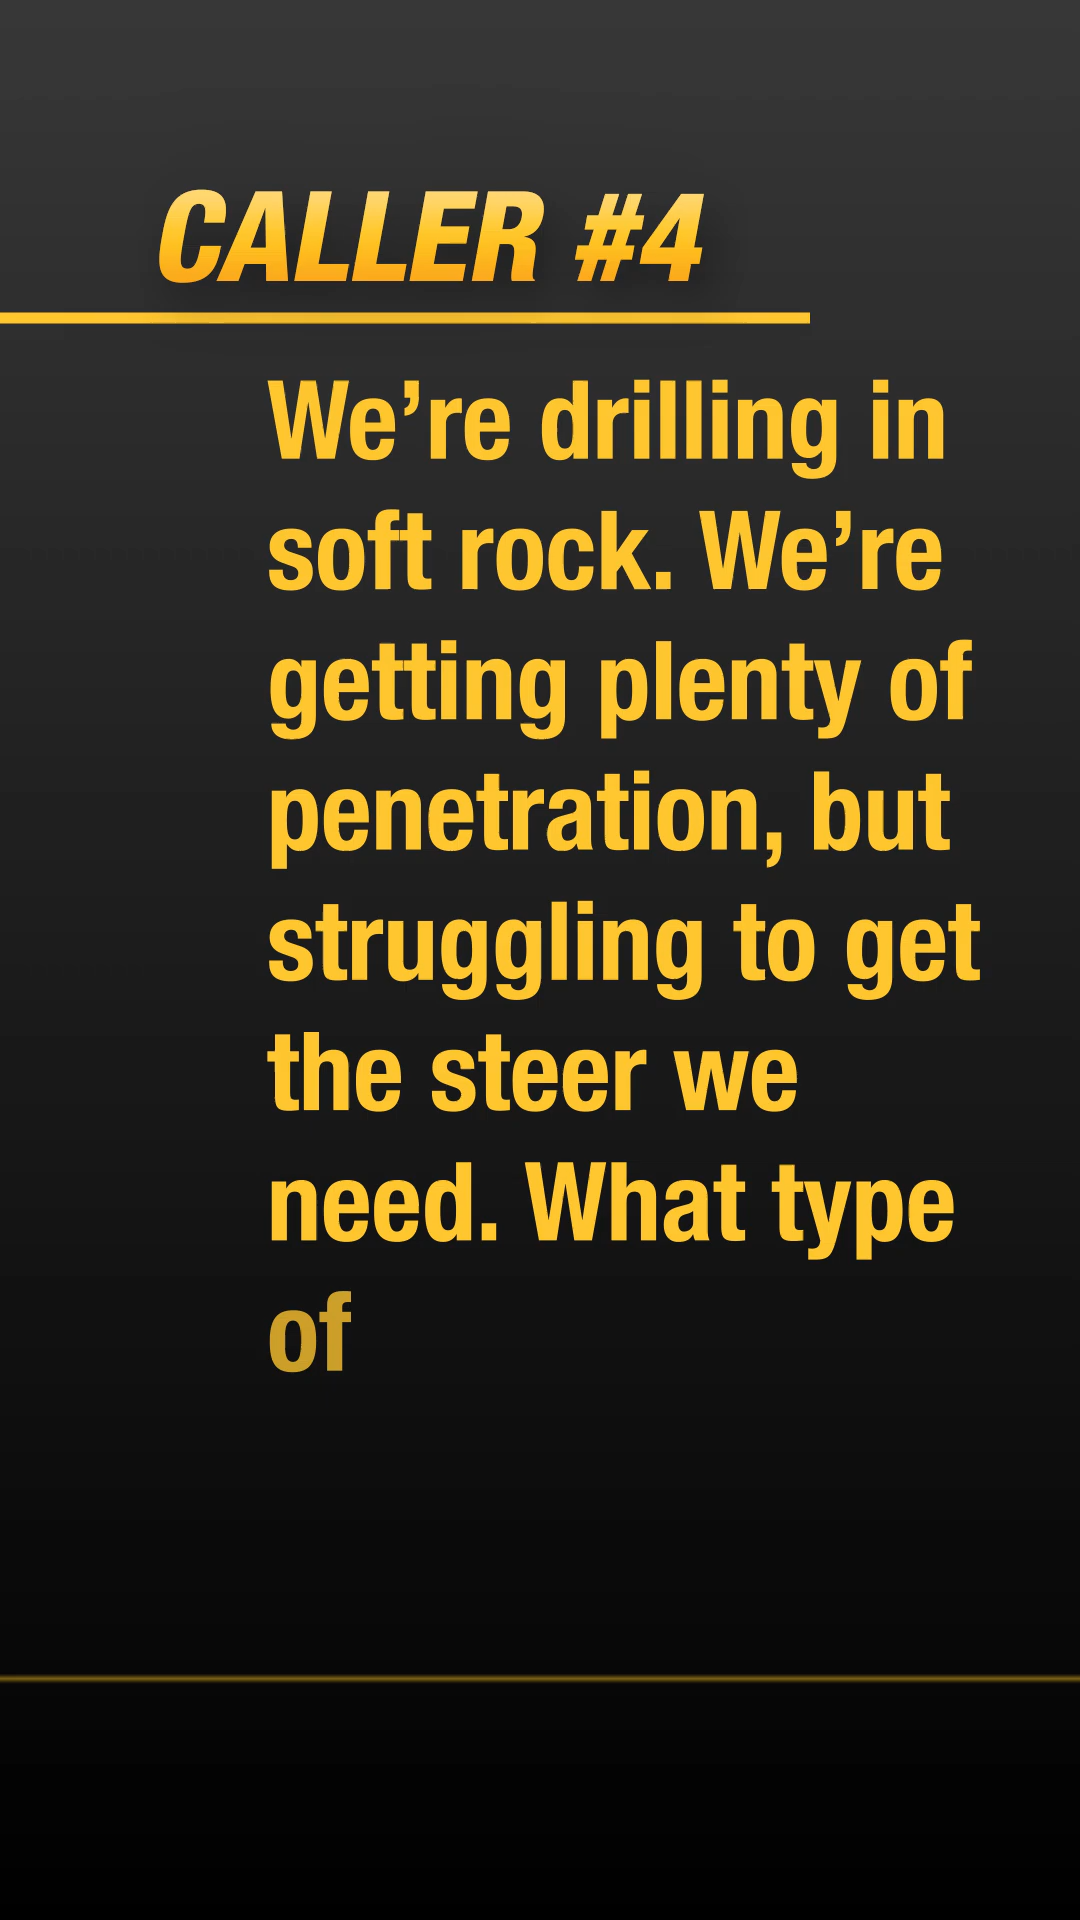 CALLER #4
We’re drilling in
soft rock. We’re
getting plenty of
penetration, but
struggling to get
the steer we
need. What type
of